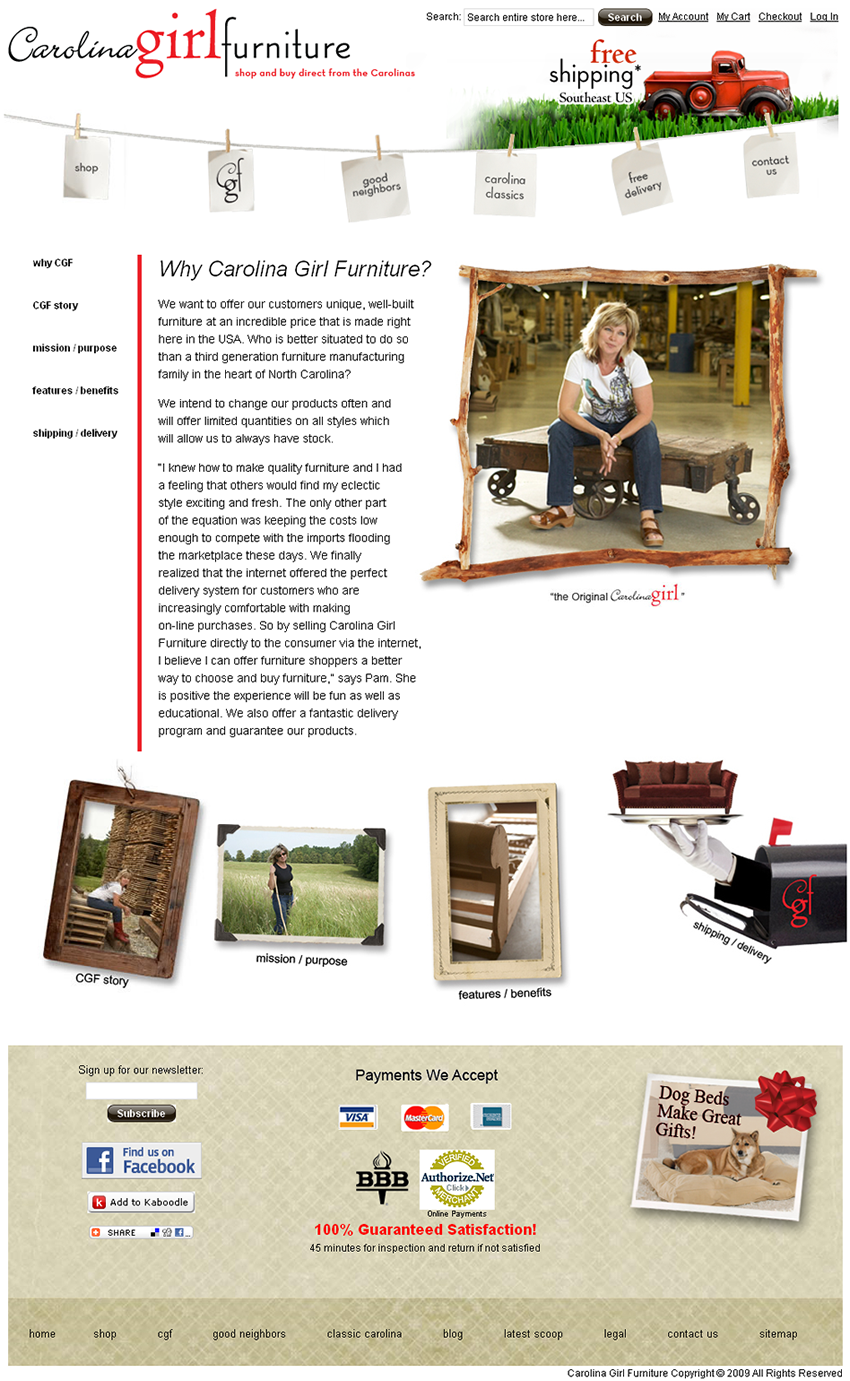 Search: Search entire store here... Search My Account My Cart Checkout Log In
Carolina girl furniture
shop and buy direct from the Carolinas
free
shipping*
Southeast US
shop
cgf
good
neighbors
carolina
classics
free
delivery
contact
us
why CGF
CGF story
mission / purpose
features / benefits
shipping / delivery
Why Carolina Girl Furniture?
We want to offer our customers unique, well-built
furniture at an incredible price that is made right
here in the USA. Who is better situated to do so
than a third generation furniture manufacturing
family in the heart of North Carolina?
We intend to change our products often and
will offer limited quantities on all styles which
will allow us to always have stock.
"I knew how to make quality furniture and I had
a feeling that others would find my eclectic
style exciting and fresh. The only other part
of the equation was keeping the costs low
enough to compete with the imports flooding
the marketplace these days. We finally
realized that the internet offered the perfect
delivery system for customers who are
increasingly comfortable with making
on-line purchases. So by selling Carolina Girl
Furniture directly to the consumer via the internet,
I believe I can offer furniture shoppers a better
way to choose and buy furniture," says Pam. She
is positive the experience will be fun as well as
educational. We also offer a fantastic delivery
program and guarantee our products.
"the Original Carolina girl"
CGF story
mission / purpose
features / benefits
cgf
shipping / delivery
Sign up for our newsletter:
Subscribe
Find us on
Facebook
Add to Kaboodle
SHARE
Payments We Accept
VISA
MasterCard
BBB
VERIFIED
Authorize.Net
Click
MERCHANT
Online Payments
100% Guaranteed Satisfaction!
45 minutes for inspection and return if not satisfied
Dog Beds
Make Great
Gifts!
home shop cgf good neighbors classic carolina blog latest scoop legal contact us sitemap
Carolina Girl Furniture Copyright © 2009 All Rights Reserved